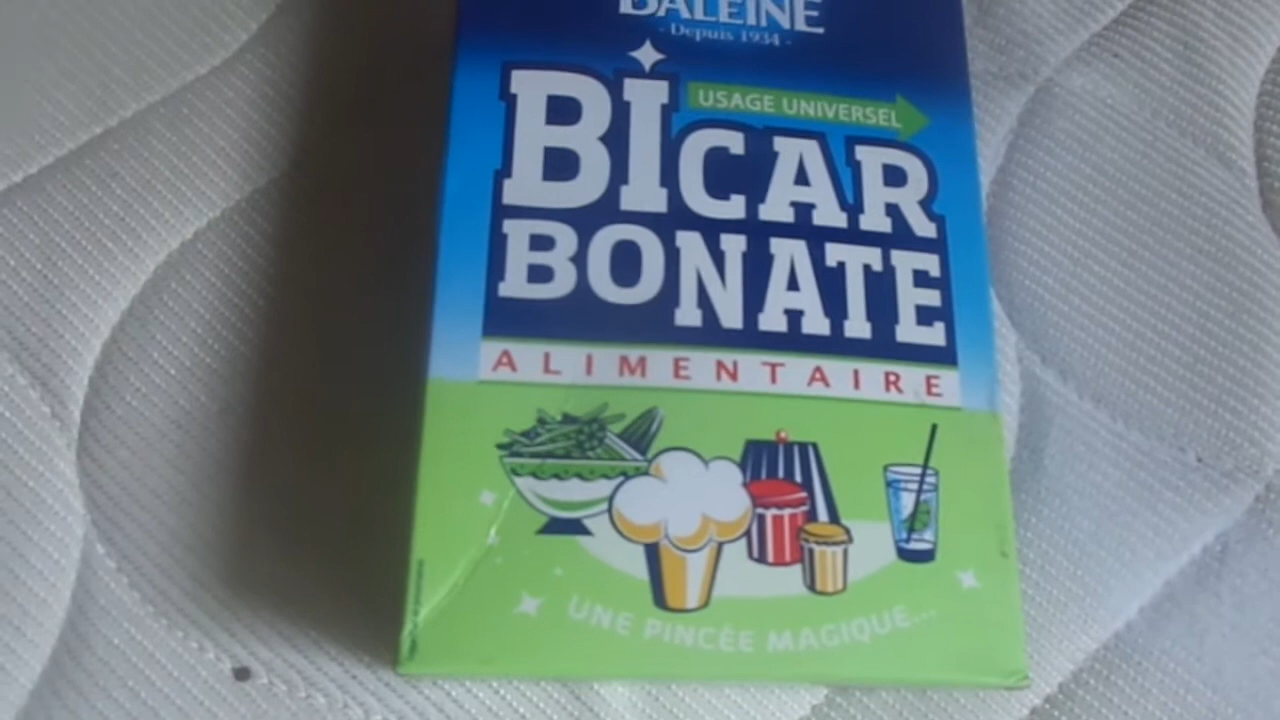 BALEINE
- Depuis 1934 -
USAGE UNIVERSEL
BiCAR
BONATE
ALIMENTAIRE
UNE PINCÉE MAGIQUE...